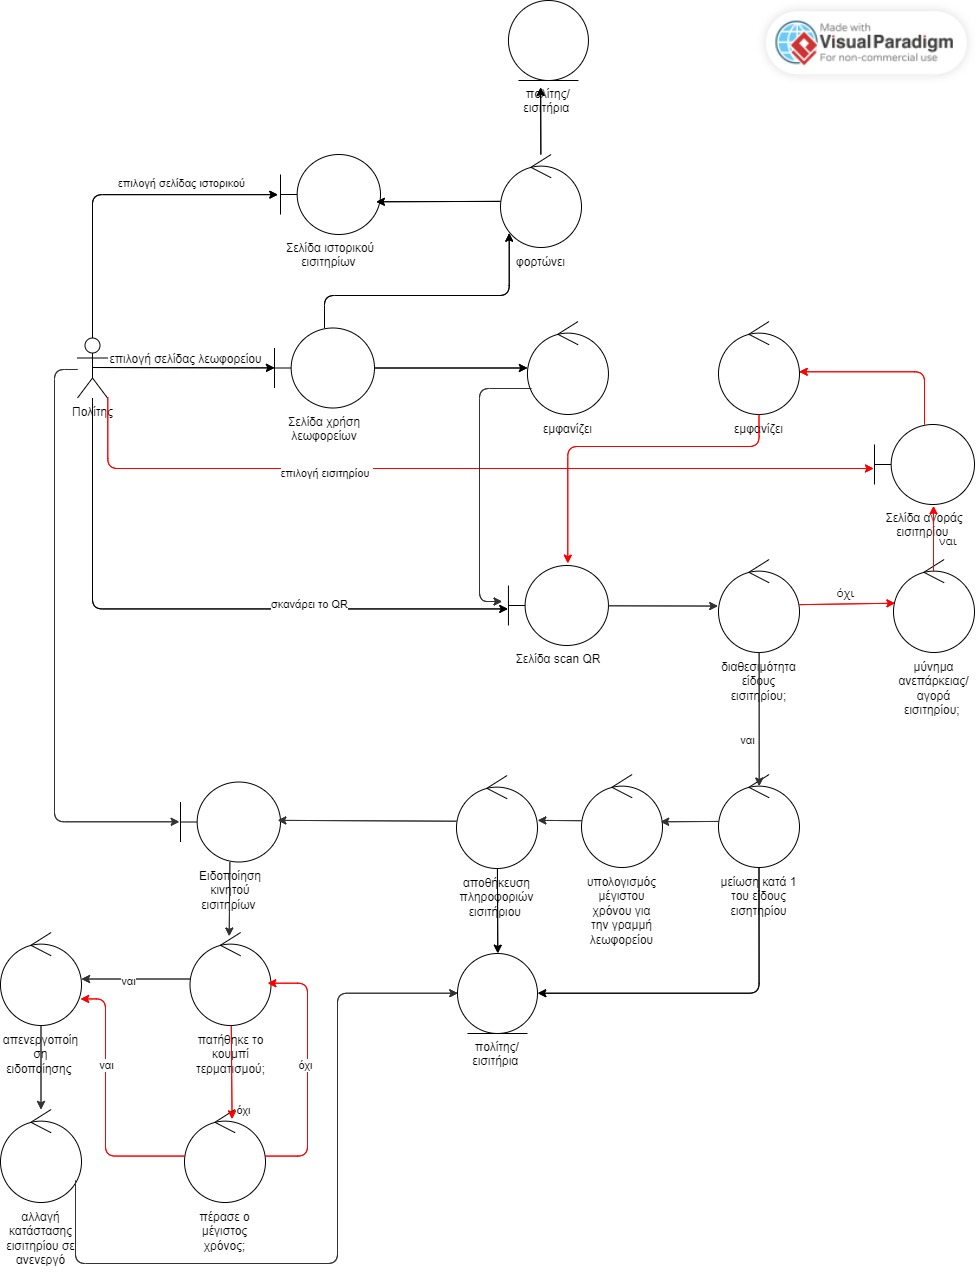 Made with
Visual Paradigm
For non-commercial use
πολίτης/
εισιτήρια
επιλογή σελίδας ιστορικού
Σελίδα ιστορικού
εισιτηρίων
φορτώνει
επιλογή σελίδας λεωφορείου
Πολίτης
Σελίδα χρήση
λεωφορείων
εμφανίζει
εμφανίζει
επιλογή εισιτηρίου
Σελίδα αγοράς
εισιτηρίου
ναι
σκανάρει το QR
Σελίδα scan QR
όχι
διαθεσιμότητα
είδους
εισιτηρίου;
μύνημα
ανεπάρκειας/
αγορά
εισιτηρίου;
ναι
Ειδοποίηση
κινητού
εισιτηρίων
αποθήκευση
πληροφοριών
εισιτήριου
υπολογισμός
μέγιστου
χρόνου για
την γραμμή
λεωφορείου
μείωση κατά 1
του είδους
εισητηρίου
ναι
απενεργοποίη
ση
ειδοποίησης
πατήθηκε το
κουμπί
τερματισμού;
πολίτης/
εισιτήρια
ναι
όχι
όχι
αλλαγή
κατάστασης
εισιτηρίου σε
ανενεργό
πέρασε ο
μέγιστος
χρόνος;